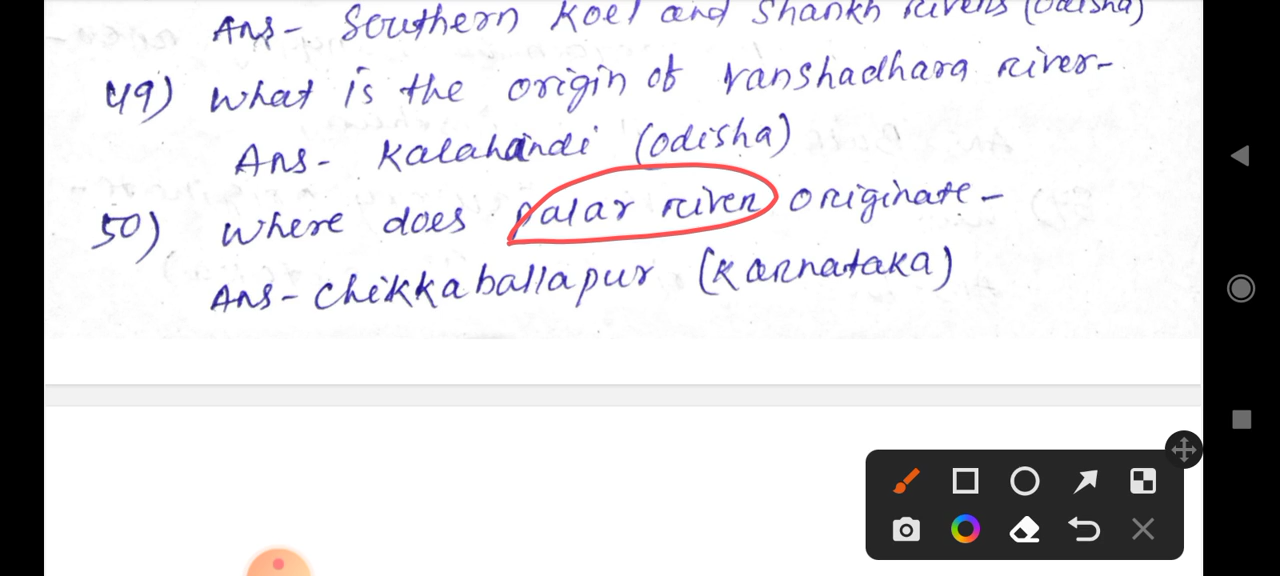 Ans - Southern Koel and Shankh rivers (Odisha)
49) What is the origin of Vanshadhara river-
Ans - Kalahandi (odisha)
50) Where does palar river originate -
Ans - Chikkaballapur (Karnataka)